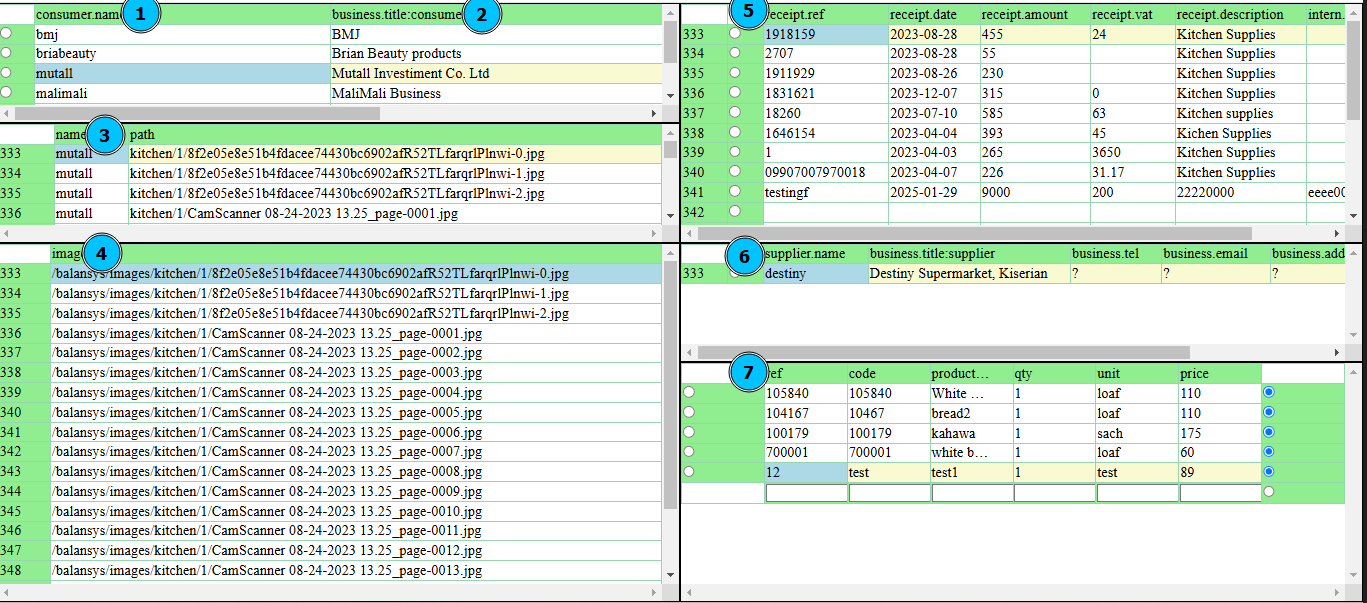 consumer.name 1 business.title:consume 2
bmj BMJ
briabeauty Brian Beauty products
mutall Mutall Investiment Co. Ltd
malimali MaliMali Business
name 3 path
333 mutall kitchen/1/8f2e05e8e51b4fdacee74430bc6902afR52TLfarqrlPlnwi-0.jpg
334 mutall kitchen/1/8f2e05e8e51b4fdacee74430bc6902afR52TLfarqrlPlnwi-1.jpg
335 mutall kitchen/1/8f2e05e8e51b4fdacee74430bc6902afR52TLfarqrlPlnwi-2.jpg
336 mutall kitchen/1/CamScanner 08-24-2023 13.25_page-0001.jpg
4
333 /balansys/images/kitchen/1/8f2e05e8e51b4fdacee74430bc6902afR52TLfarqrlPlnwi-0.jpg
334 /balansys/images/kitchen/1/8f2e05e8e51b4fdacee74430bc6902afR52TLfarqrlPlnwi-1.jpg
335 /balansys/images/kitchen/1/8f2e05e8e51b4fdacee74430bc6902afR52TLfarqrlPlnwi-2.jpg
336 /balansys/images/kitchen/1/CamScanner 08-24-2023 13.25_page-0001.jpg
337 /balansys/images/kitchen/1/CamScanner 08-24-2023 13.25_page-0002.jpg
338 /balansys/images/kitchen/1/CamScanner 08-24-2023 13.25_page-0003.jpg
339 /balansys/images/kitchen/1/CamScanner 08-24-2023 13.25_page-0004.jpg
340 /balansys/images/kitchen/1/CamScanner 08-24-2023 13.25_page-0005.jpg
341 /balansys/images/kitchen/1/CamScanner 08-24-2023 13.25_page-0006.jpg
342 /balansys/images/kitchen/1/CamScanner 08-24-2023 13.25_page-0007.jpg
343 /balansys/images/kitchen/1/CamScanner 08-24-2023 13.25_page-0008.jpg
344 /balansys/images/kitchen/1/CamScanner 08-24-2023 13.25_page-0009.jpg
345 /balansys/images/kitchen/1/CamScanner 08-24-2023 13.25_page-0010.jpg
346 /balansys/images/kitchen/1/CamScanner 08-24-2023 13.25_page-0011.jpg
347 /balansys/images/kitchen/1/CamScanner 08-24-2023 13.25_page-0012.jpg
348 /balansys/images/kitchen/1/CamScanner 08-24-2023 13.25_page-0013.jpg
5 receipt.ref receipt.date receipt.amount receipt.vat receipt.description intern.
333 1918159 2023-08-28 455 24 Kitchen Supplies
334 2707 2023-08-28 55 Kitchen Supplies
335 1911929 2023-08-26 230 Kitchen Supplies
336 1831621 2023-12-07 315 0 Kitchen Supplies
337 18260 2023-07-10 585 63 Kitchen supplies
338 1646154 2023-04-04 393 45 Kichen Supplies
339 1 2023-04-03 265 3650 Kitchen Supplies
340 09907007970018 2023-04-07 226 31.17 Kitchen Supplies
341 testingf 2025-01-29 9000 200 22220000 eeee00
342
6 supplier.name business.title:supplier business.tel business.email business.add
333 destiny Destiny Supermarket, Kiserian ? ? ?
7 ref code product… qty unit price
105840 105840 White … 1 loaf 110
104167 10467 bread2 1 loaf 110
100179 100179 kahawa 1 sach 175
700001 700001 white b… 1 loaf 60
12 test test1 1 test 89